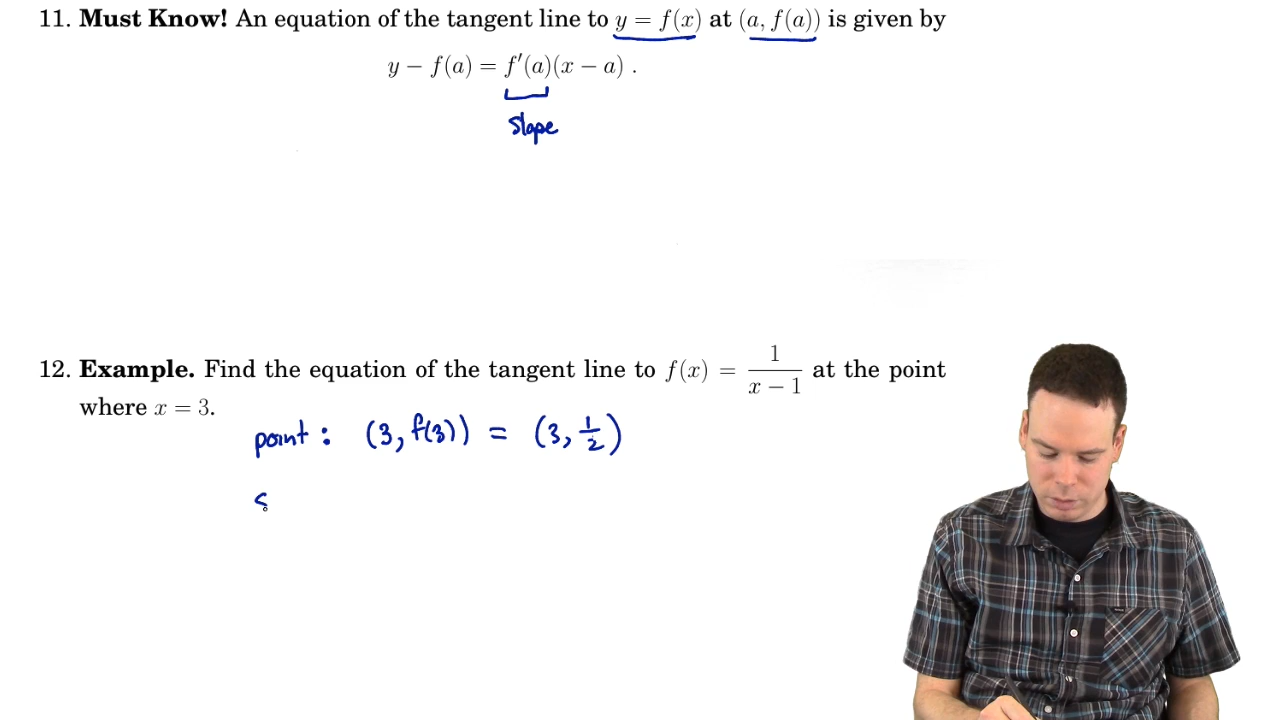 11. Must Know! An equation of the tangent line to y = f(x) at (a, f(a)) is given by
y − f(a) = f′(a)(x − a) .
slope
12. Example. Find the equation of the tangent line to f(x) = 1/(x − 1) at the point
where x = 3.
point : (3, f(3)) = (3, 1/2)
s